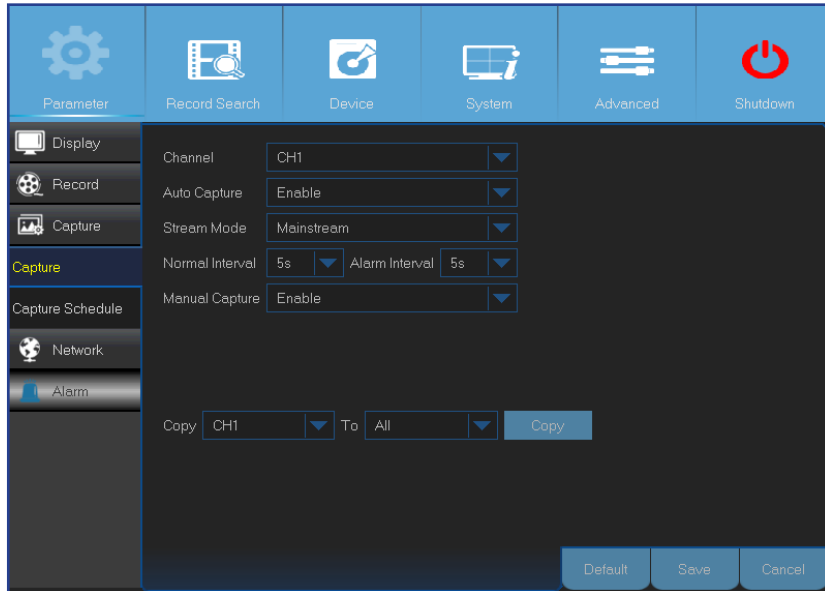 Parameter
Record Search
Device
System
Advanced
Shutdown
Display
Record
Capture
Capture
Capture Schedule
Network
Alarm
Channel CH1
Auto Capture Enable
Stream Mode Mainstream
Normal Interval 5s Alarm Interval 5s
Manual Capture Enable
Copy CH1 To All Copy
Default Save Cancel